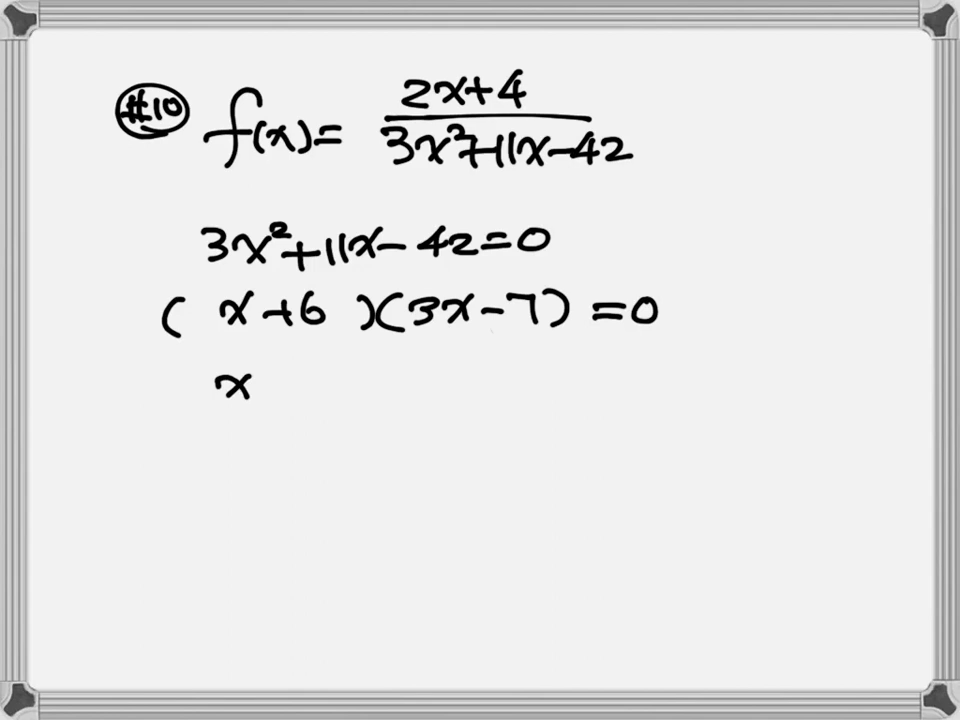 #10 f(x) = (2x+4)/(3x²+11x-42)
3x²+11x-42=0
(x+6)(3x-7)=0
x